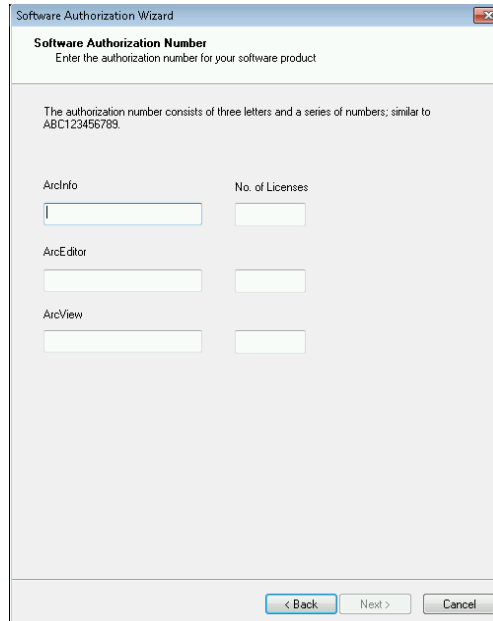 Software Authorization Wizard
Software Authorization Number
Enter the authorization number for your software product
The authorization number consists of three letters and a series of numbers; similar to
ABC123456789.
ArcInfo No. of Licenses
ArcEditor
ArcView
< Back Next > Cancel